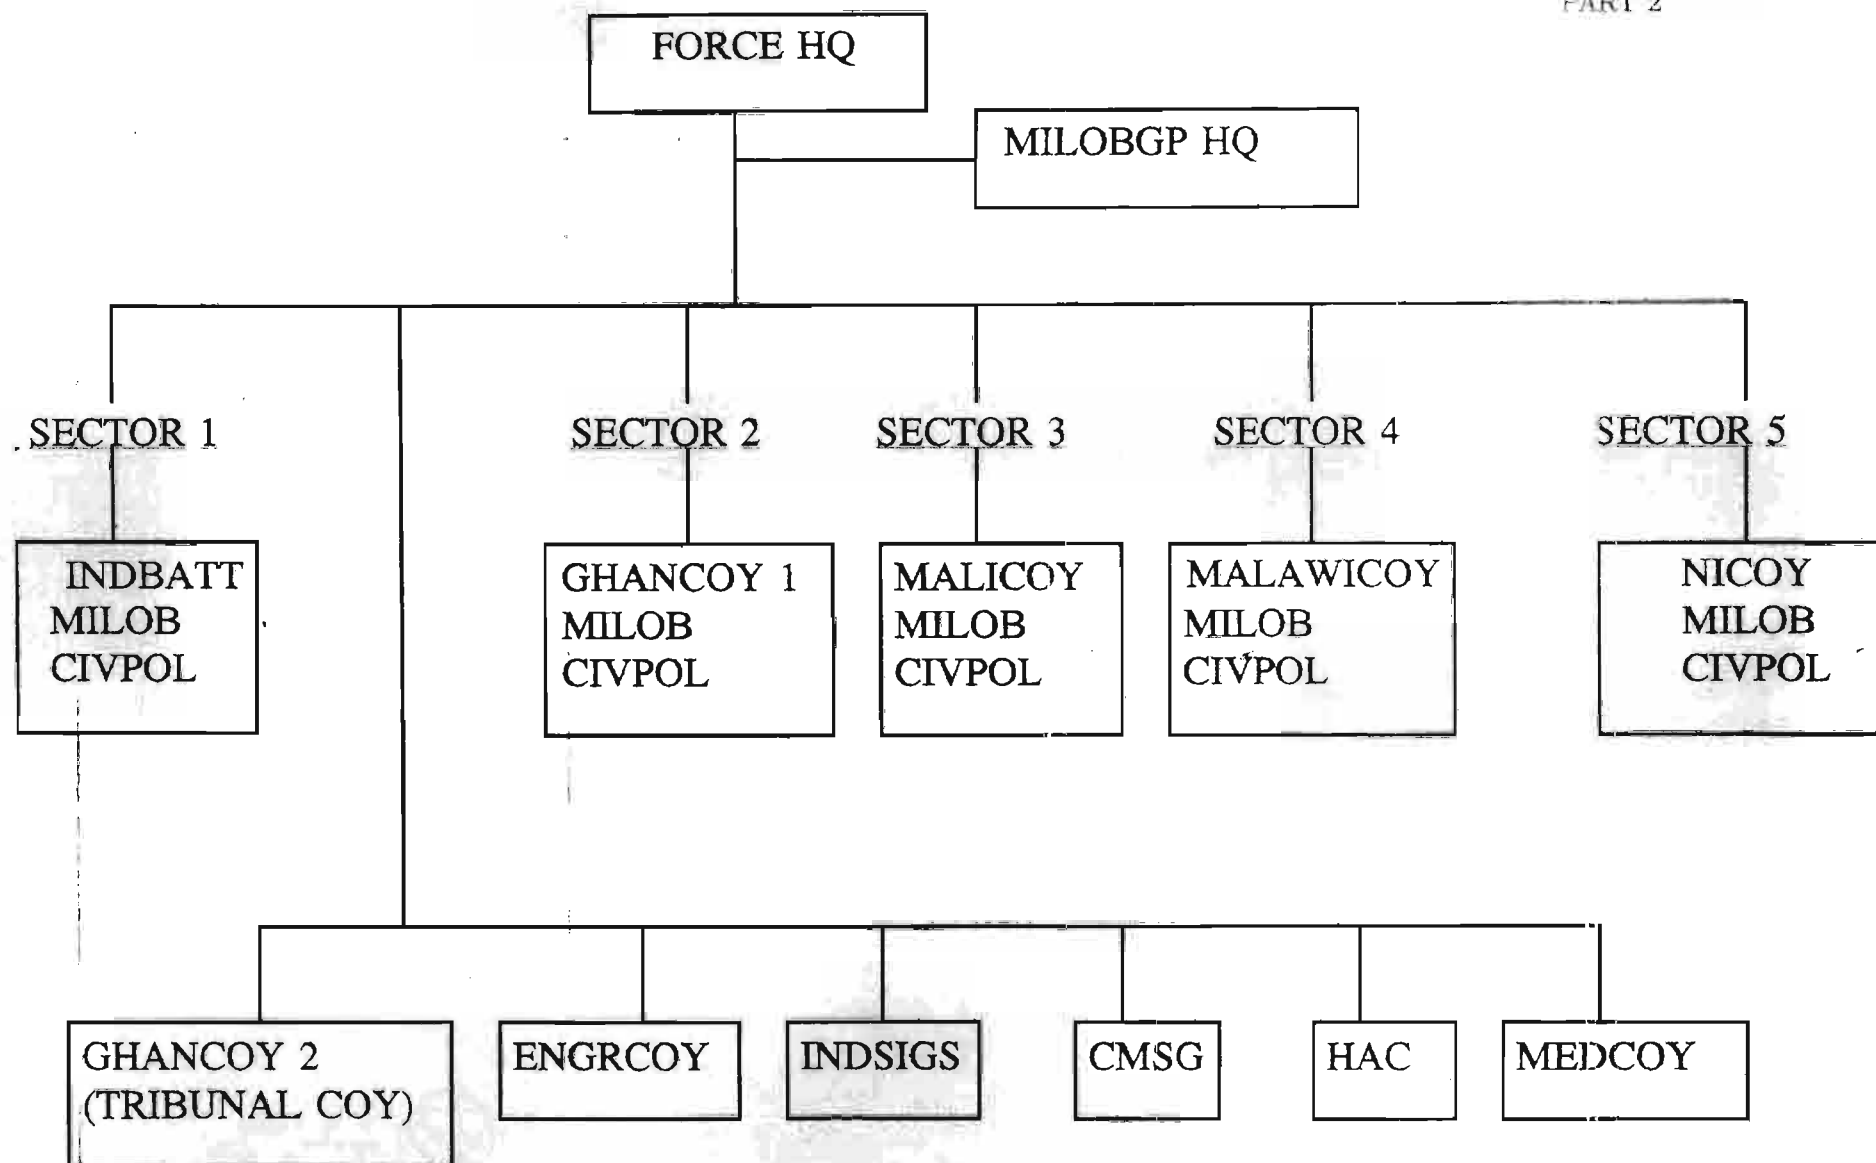 PART 2
FORCE HQ
MILOBGP HQ
SECTOR 1
SECTOR 2
SECTOR 3
SECTOR 4
SECTOR 5
INDBATT
MILOB
CIVPOL
GHANCOY 1
MILOB
CIVPOL
MALICOY
MILOB
CIVPOL
MALAWICOY
MILOB
CIVPOL
NICOY
MILOB
CIVPOL
GHANCOY 2
(TRIBUNAL COY)
ENGRCOY
INDSIGS
CMSG
HAC
MEDCOY